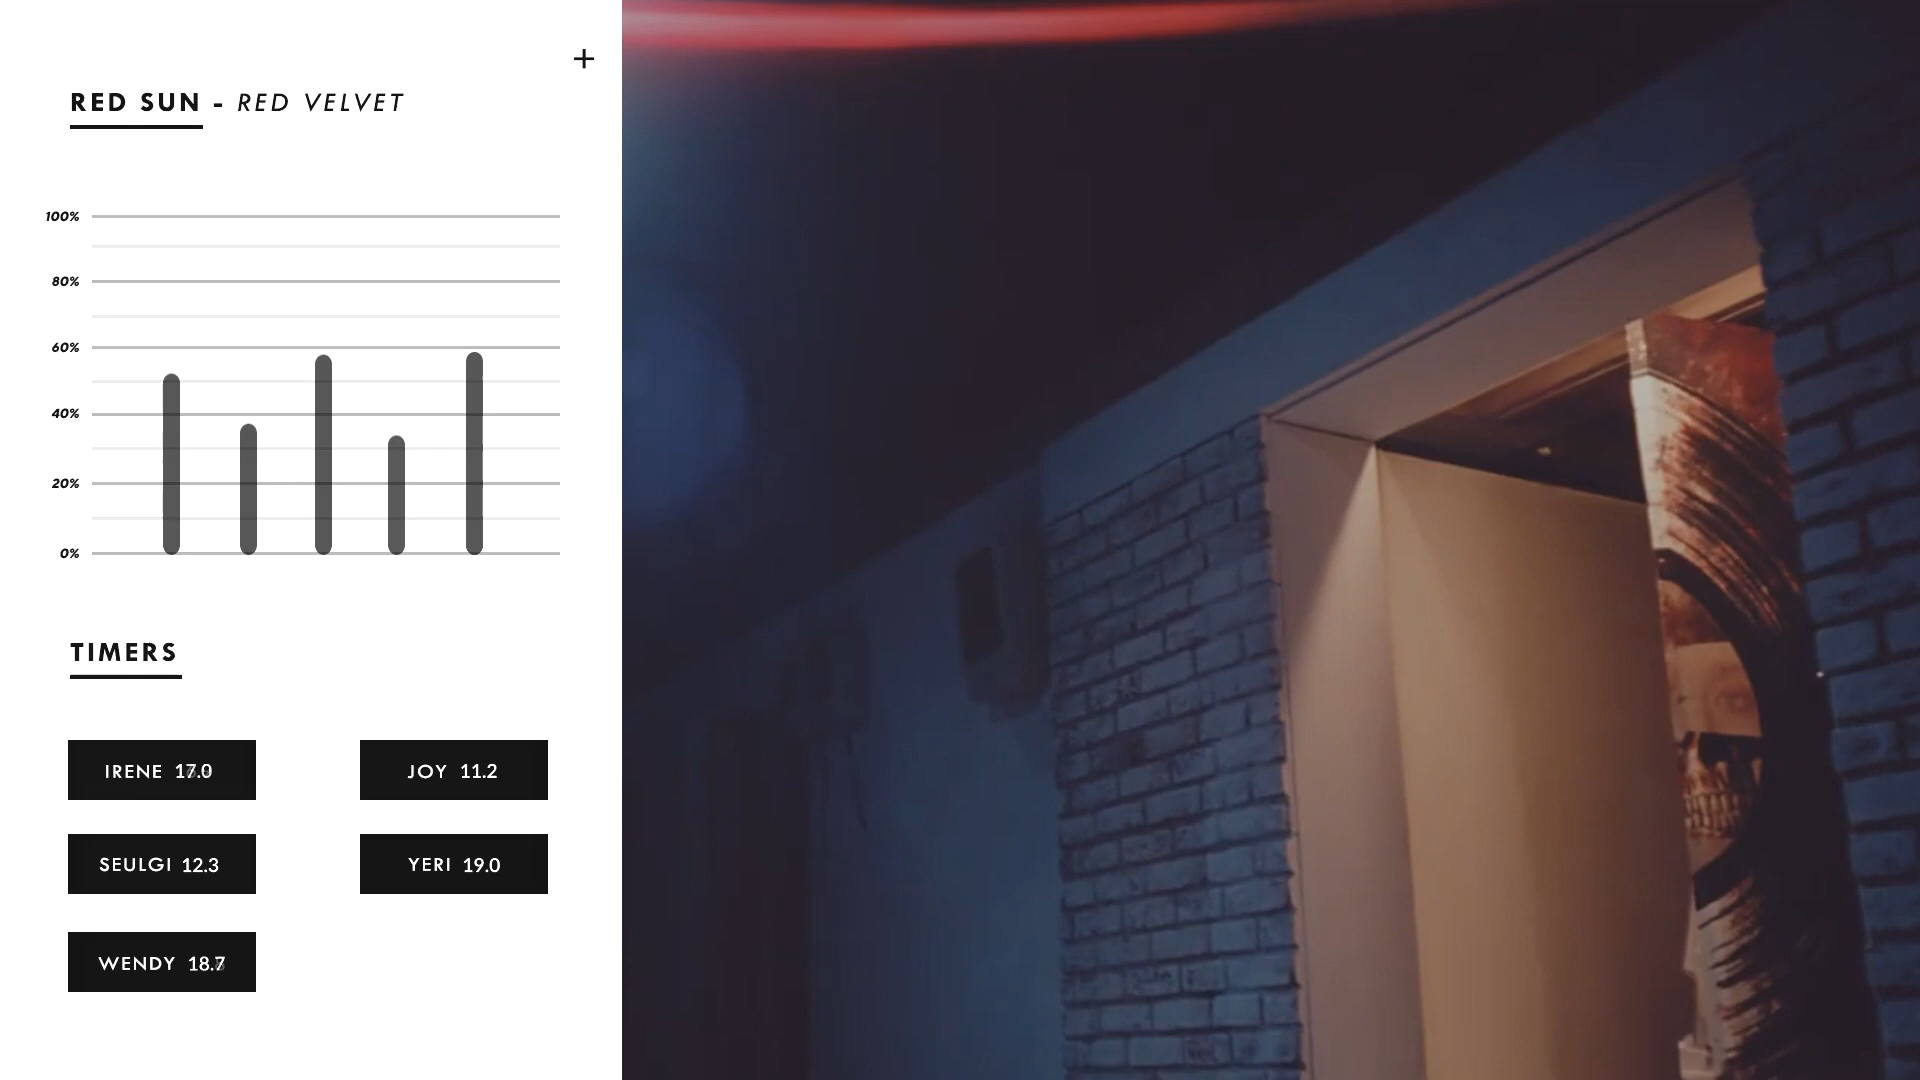 +
RED SUN - RED VELVET
100%
80%
60%
40%
20%
0%
TIMERS
IRENE 17.0
JOY 11.2
SEULGI 12.3
YERI 19.0
WENDY 18.7